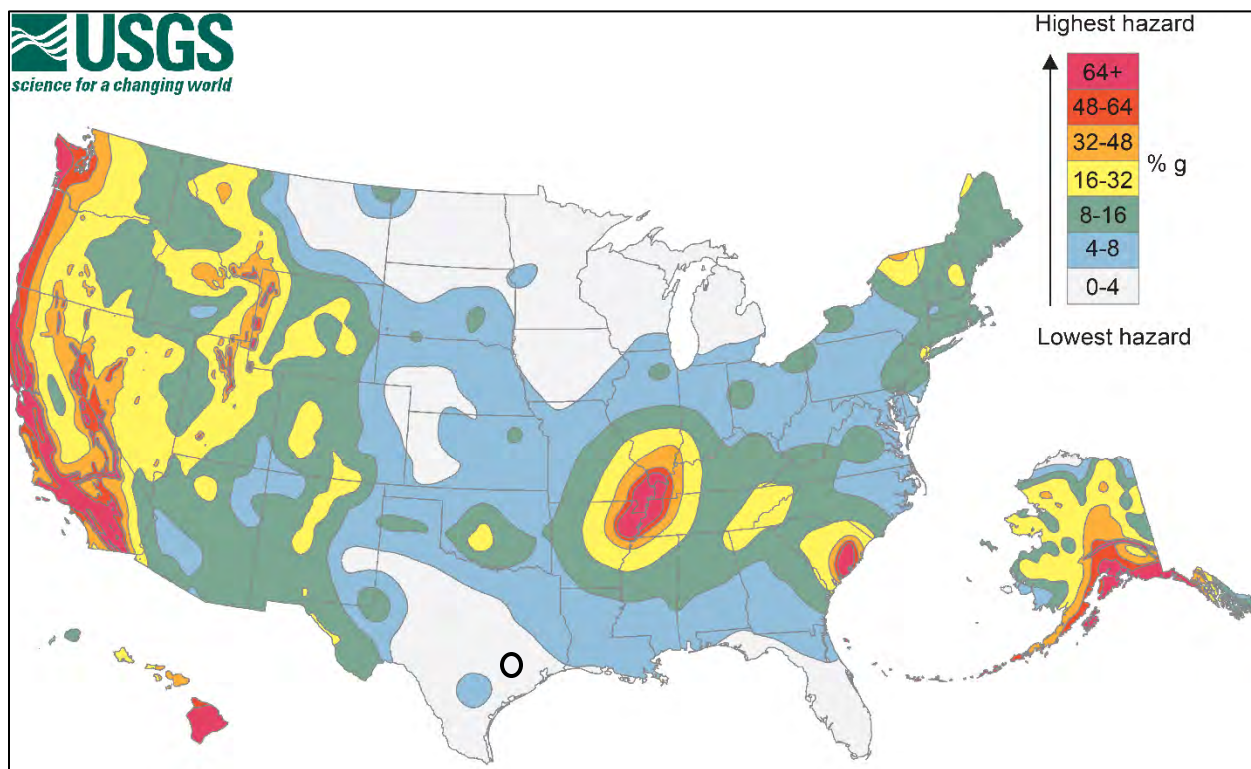 USGS
science for a changing world
Highest hazard
64+
48-64
32-48
16-32
8-16
4-8
0-4
% g
Lowest hazard